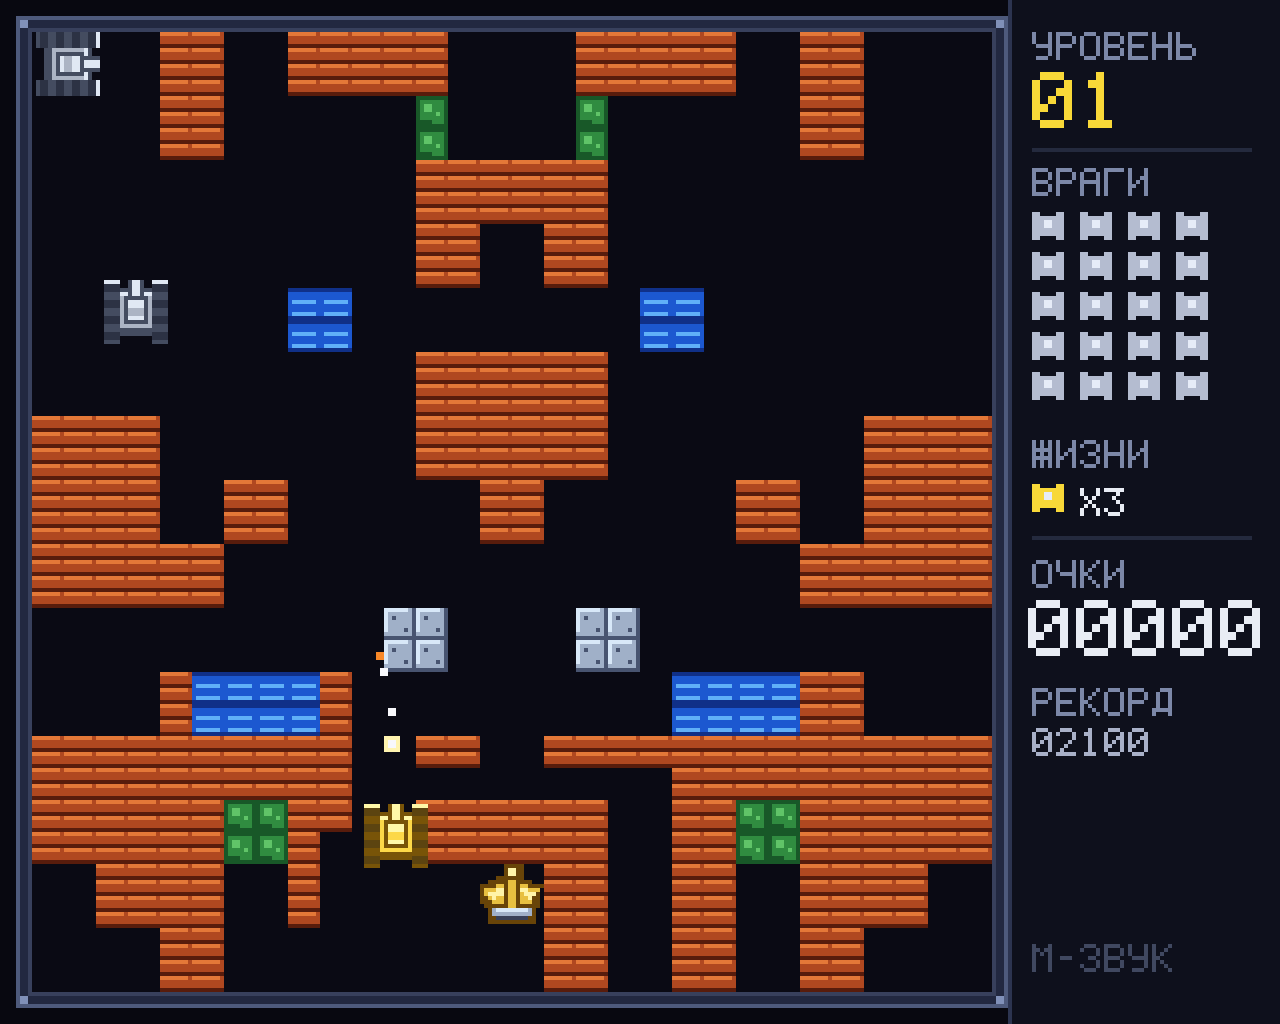 УРОВЕНЬ
01
ВРАГИ
ЖИЗНИ
X3
ОЧКИ
00000
РЕКОРД
02100
М-ЗВУК